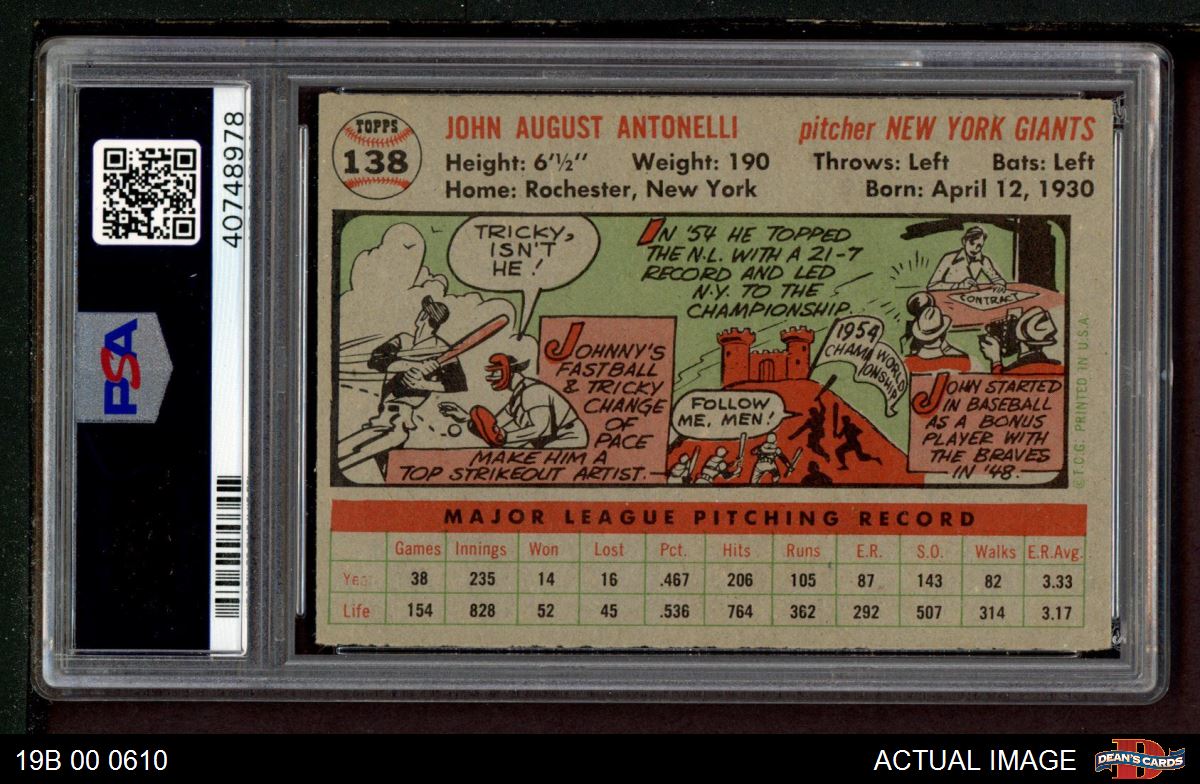 40748978
PSA
TOPPS
138
JOHN AUGUST ANTONELLI
pitcher NEW YORK GIANTS
Height: 6'½" Weight: 190 Throws: Left Bats: Left
Home: Rochester, New York Born: April 12, 1930
TRICKY,
ISN'T
HE!
JOHNNY'S
FASTBALL
& TRICKY
CHANGE
OF
PACE
MAKE HIM A
TOP STRIKEOUT ARTIST.
IN '54 HE TOPPED
THE N.L. WITH A 21-7
RECORD AND LED
N.Y. TO THE
CHAMPIONSHIP.
1954
WORLD
CHAMPIONSHIP
FOLLOW
ME, MEN!
CONTRACT
JOHN STARTED
IN BASEBALL
AS A BONUS
PLAYER WITH
THE BRAVES
IN '48.
© T.C.G. PRINTED IN U.S.A.
MAJOR LEAGUE PITCHING RECORD
Games Innings Won Lost Pct. Hits Runs E.R. S.O. Walks E.R.Avg.
Year 38 235 14 16 .467 206 105 87 143 82 3.33
Life 154 828 52 45 .536 764 362 292 507 314 3.17
19B 00 0610
ACTUAL IMAGE
D
DEAN'S CARDS